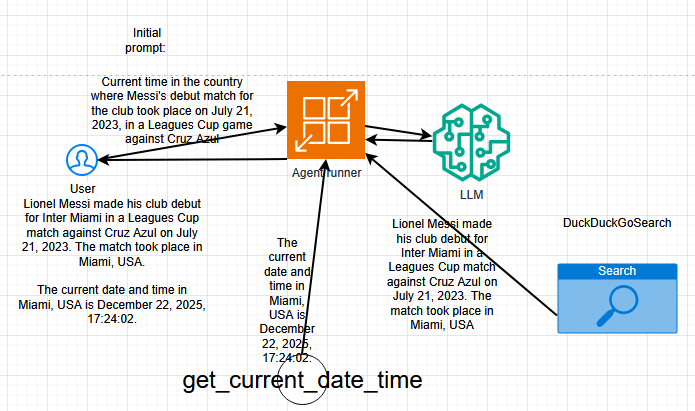 Initial
prompt:
Current time in the country
where Messi's debut match for
the club took place on July 21,
2023, in a Leagues Cup game
against Cruz Azul
Agent runner
LLM
User
Lionel Messi made his club debut
for Inter Miami in a Leagues Cup
match against Cruz Azul on July
21, 2023. The match took place in
Miami, USA.
The current date and time in
Miami, USA is December 22, 2025,
17:24:02.
The
current
date and
time in
Miami,
USA is
December
22, 2025,
17:24:02.
Lionel Messi made
his club debut for
Inter Miami in a
Leagues Cup match
against Cruz Azul on
July 21, 2023. The
match took place in
Miami, USA
DuckDuckGoSearch
Search
get_current_date_time